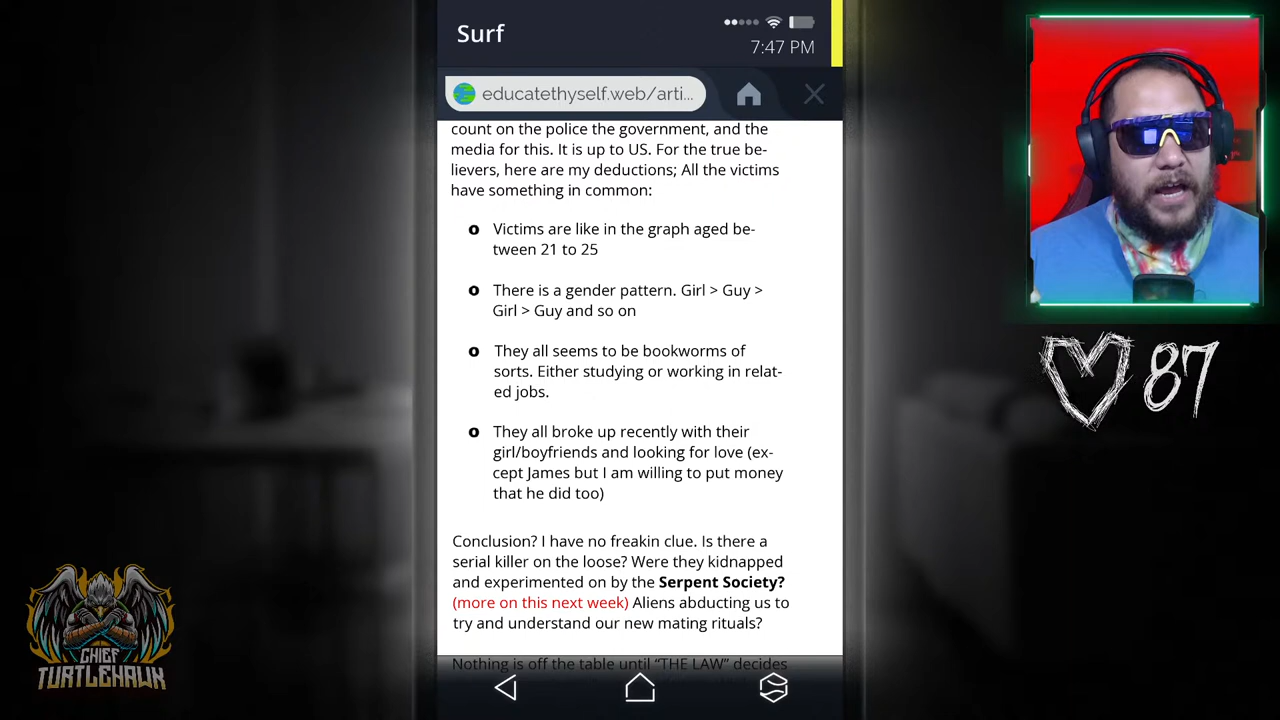 Surf
7:47 PM
educatethyself.web/arti...
count on the police the government, and the
media for this. It is up to US. For the true be-
lievers, here are my deductions; All the victims
have something in common:
o Victims are like in the graph aged be-
tween 21 to 25
o There is a gender pattern. Girl > Guy >
Girl > Guy and so on
o They all seems to be bookworms of
sorts. Either studying or working in relat-
ed jobs.
o They all broke up recently with their
girl/boyfriends and looking for love (ex-
cept James but I am willing to put money
that he did too)
Conclusion? I have no freakin clue. Is there a
serial killer on the loose? Were they kidnapped
and experimented on by the Serpent Society?
(more on this next week) Aliens abducting us to
try and understand our new mating rituals?
Nothing is off the table until “THE LAW” decides
87
CHIEF
TURTLEHAWK